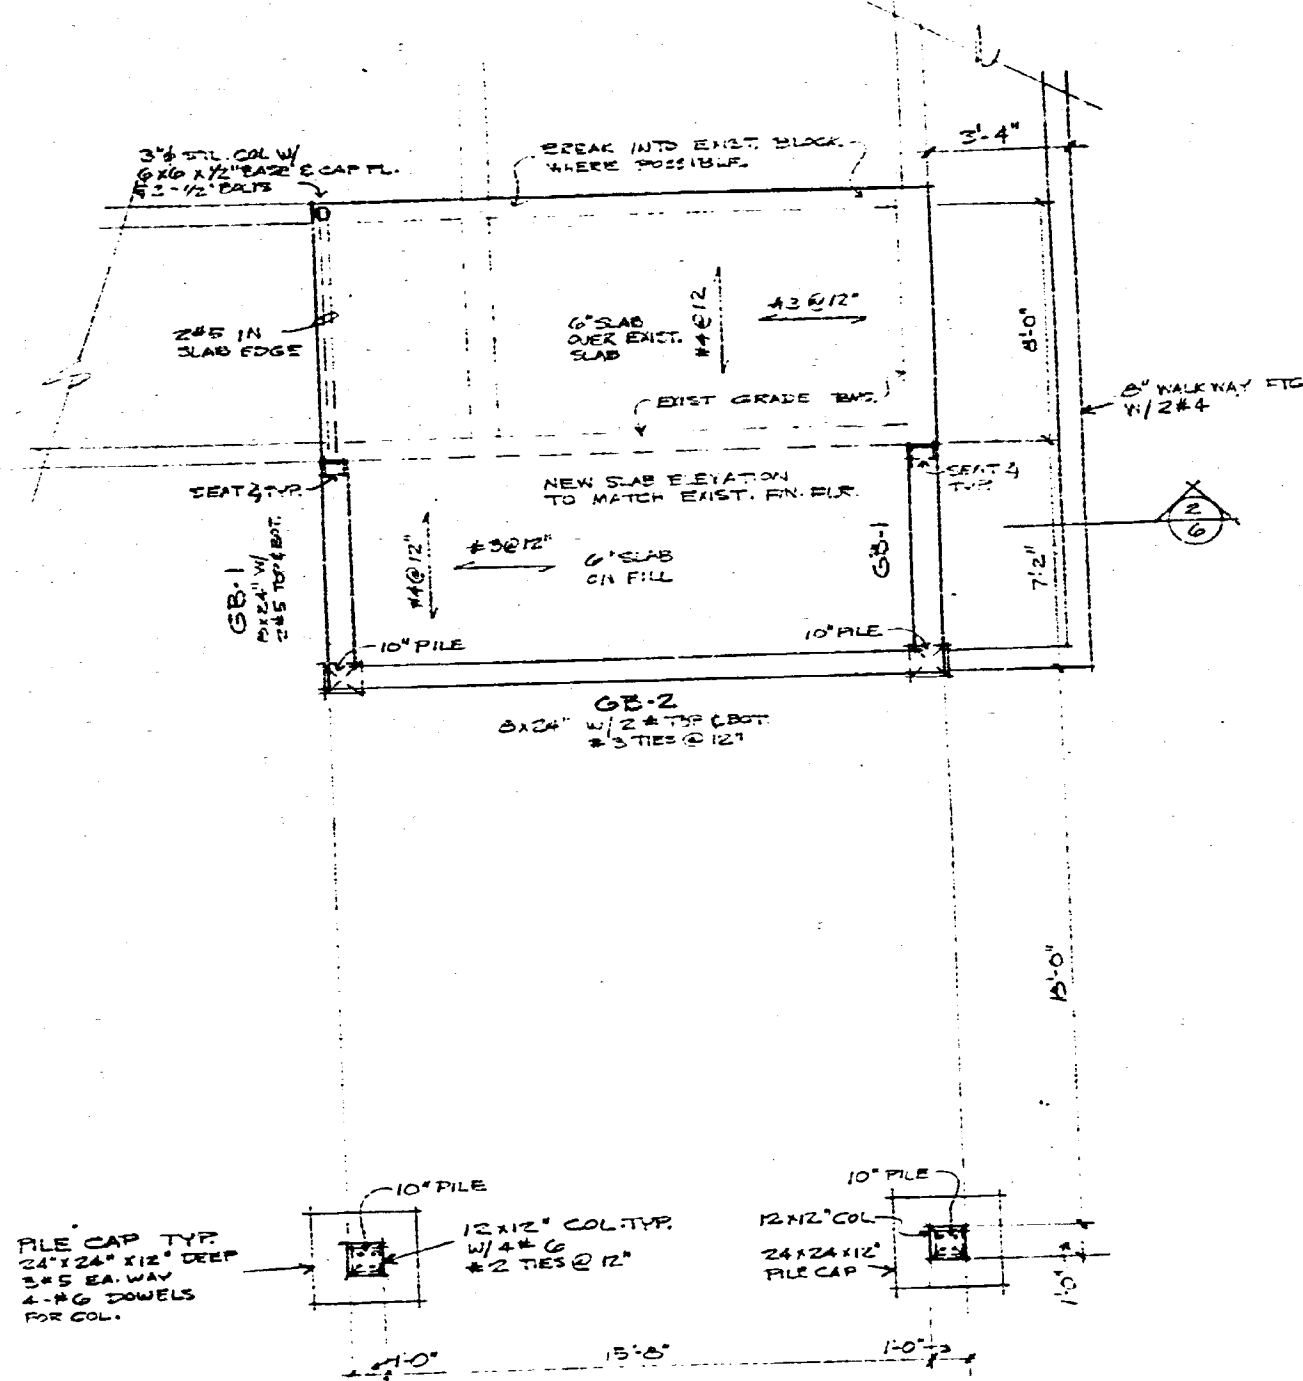 3'-4"
3"ø STL. COL W/
6x6 x 1/2" BASE & CAP PL.
& 2-1/2" BOLTS
BREAK INTO EXIST. BLOCK
WHERE POSSIBLE.
2#5 IN
SLAB EDGE
6" SLAB
OVER EXIST.
SLAB
#4@12
#3@12"
8'-0"
EXIST GRADE BMS.
8" WALKWAY FTG
W/ 2#4
SEAT TYP.
NEW SLAB ELEVATION
TO MATCH EXIST. FIN. FLR.
SEAT
TYP.
2
6
GB-1
8x24" W/
2#5 TOP & BOT.
#4@12"
#3@12"
6" SLAB
ON FILL
GB-1
7'-2"
10" PILE
10" PILE
GB-2
8x24" W/ 2 # TOP & BOT.
#3 TIES @ 12"
-0"
10" PILE
10" PILE
PILE CAP TYP.
24" x 24" x 12" DEEP
3#5 EA. WAY
4-#6 DOWELS
FOR COL.
12x12" COL. TYP.
W/ 4#6
#2 TIES @ 12"
12x12" COL
24x24x12"
PILE CAP
1'-0"
1'-0"
15'-8"
1'-0"